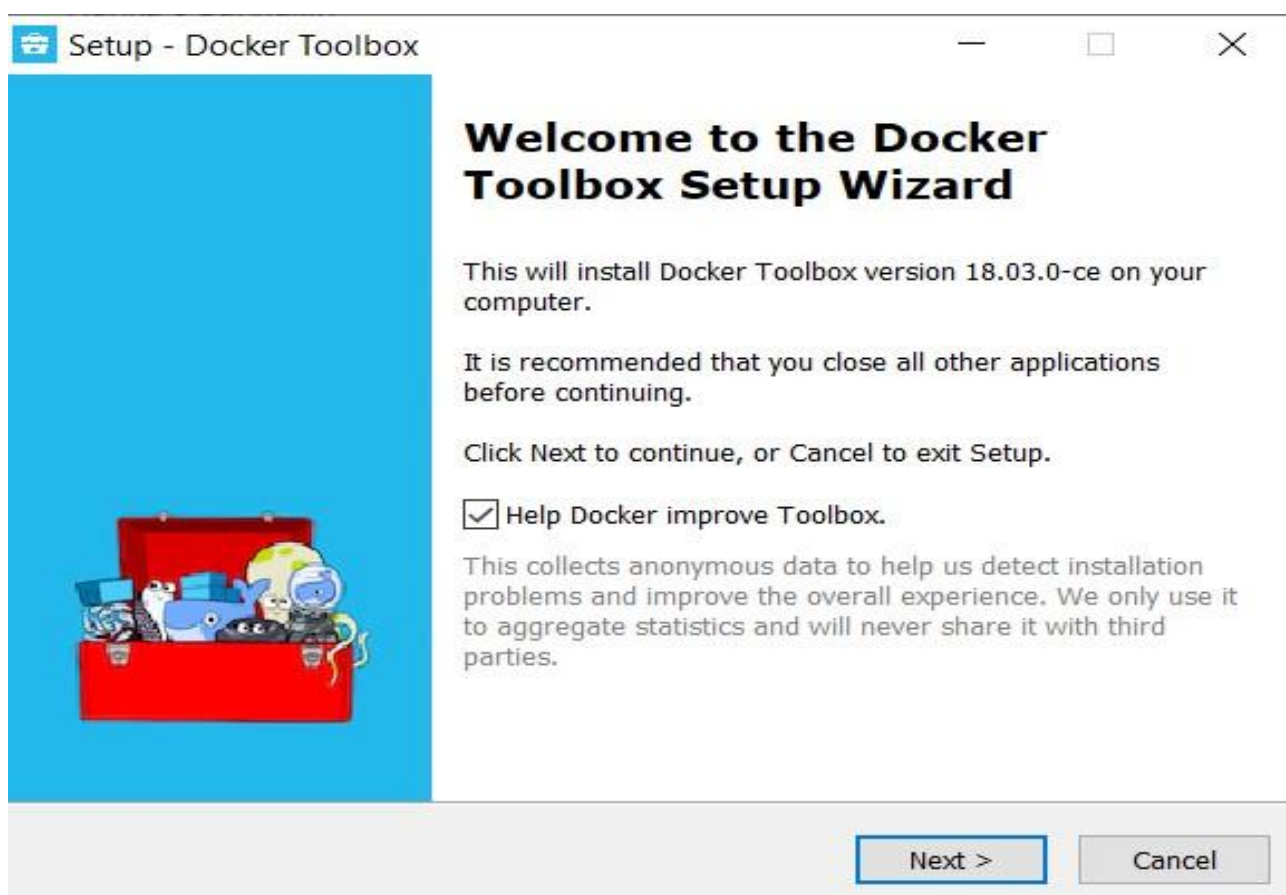 Setup - Docker Toolbox
Welcome to the Docker
Toolbox Setup Wizard
This will install Docker Toolbox version 18.03.0-ce on your
computer.
It is recommended that you close all other applications
before continuing.
Click Next to continue, or Cancel to exit Setup.
Help Docker improve Toolbox.
This collects anonymous data to help us detect installation
problems and improve the overall experience. We only use it
to aggregate statistics and will never share it with third
parties.
Next >
Cancel